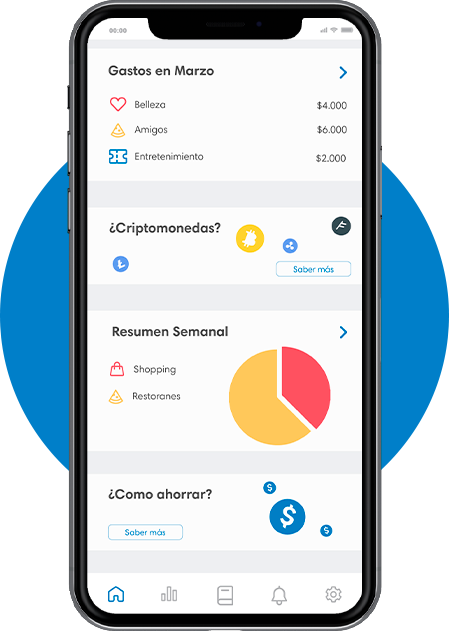 00:00
Gastos en Marzo
Belleza $4.000
Amigos $6.000
Entretenimiento $2.000
¿Criptomonedas?
Saber más
Resumen Semanal
Shopping
Restoranes
¿Como ahorrar?
Saber más